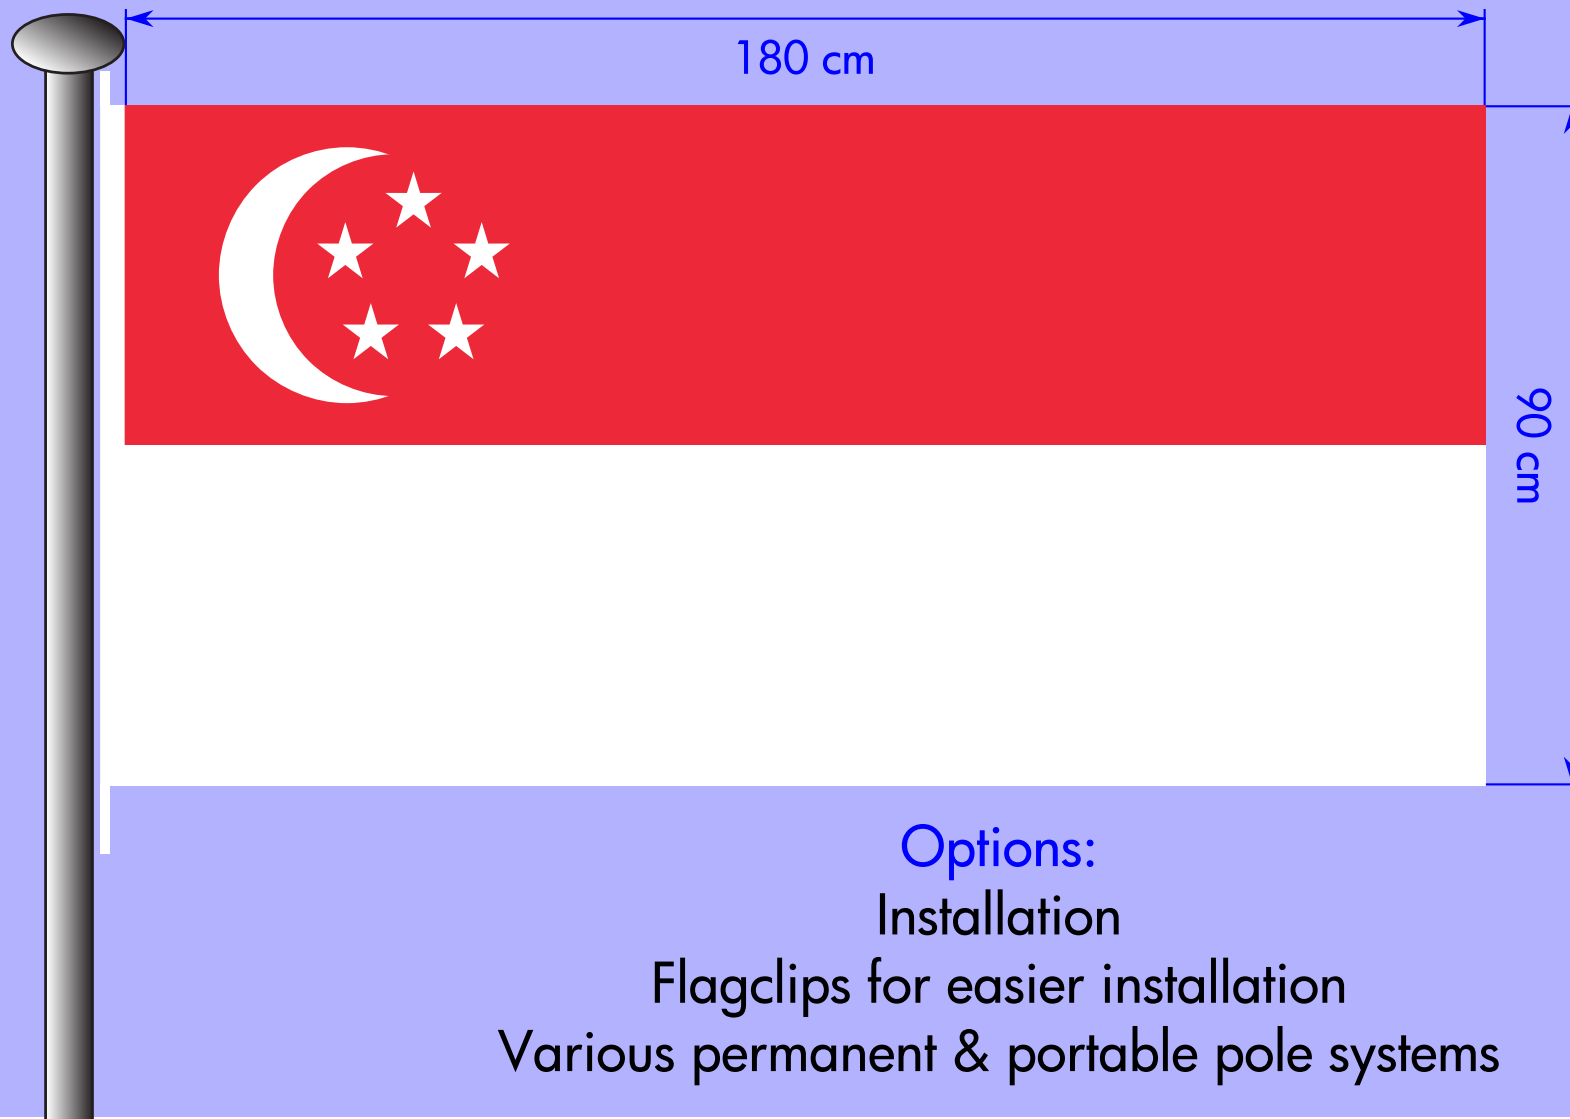 180 cm
90 cm
Options:
Installation
Flagclips for easier installation
Various permanent & portable pole systems